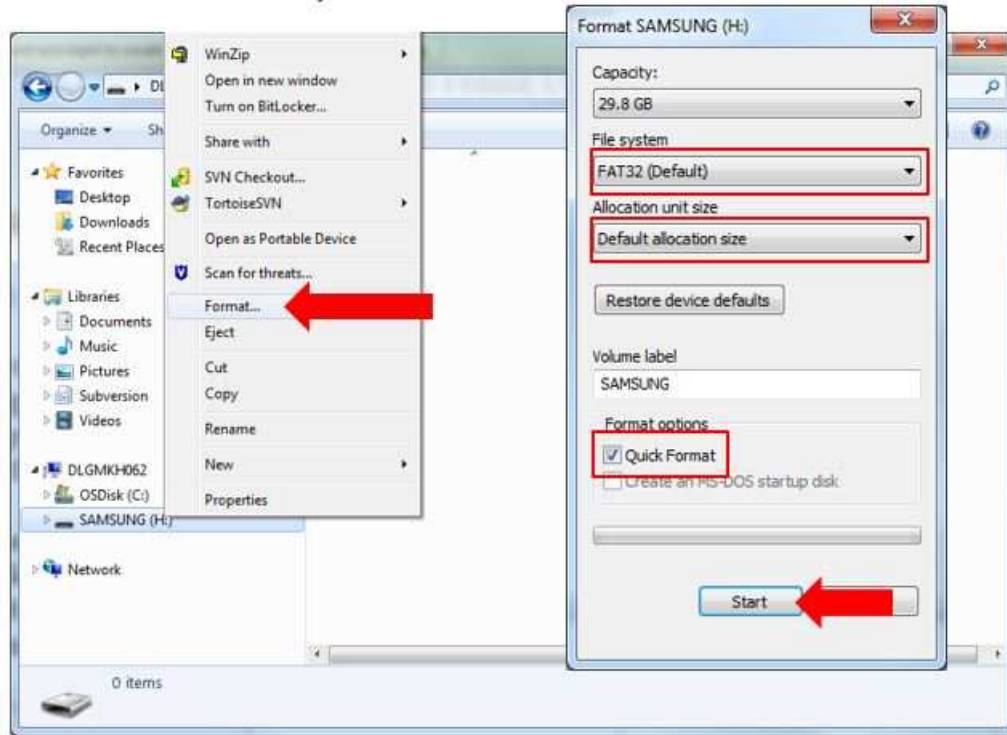 DL
Organize
Sh
Favorites
Desktop
Downloads
Recent Places
Libraries
Documents
Music
Pictures
Subversion
Videos
DLGMKH062
OSDisk (C:)
SAMSUNG (H:)
Network
0 items
WinZip
Open in new window
Turn on BitLocker...
Share with
SVN Checkout...
TortoiseSVN
Open as Portable Device
Scan for threats...
Format...
Eject
Cut
Copy
Rename
New
Properties
Format SAMSUNG (H:)
Capacity:
29.8 GB
File system
FAT32 (Default)
Allocation unit size
Default allocation size
Restore device defaults
Volume label
SAMSUNG
Format options
Quick Format
Create an MS-DOS startup disk
Start